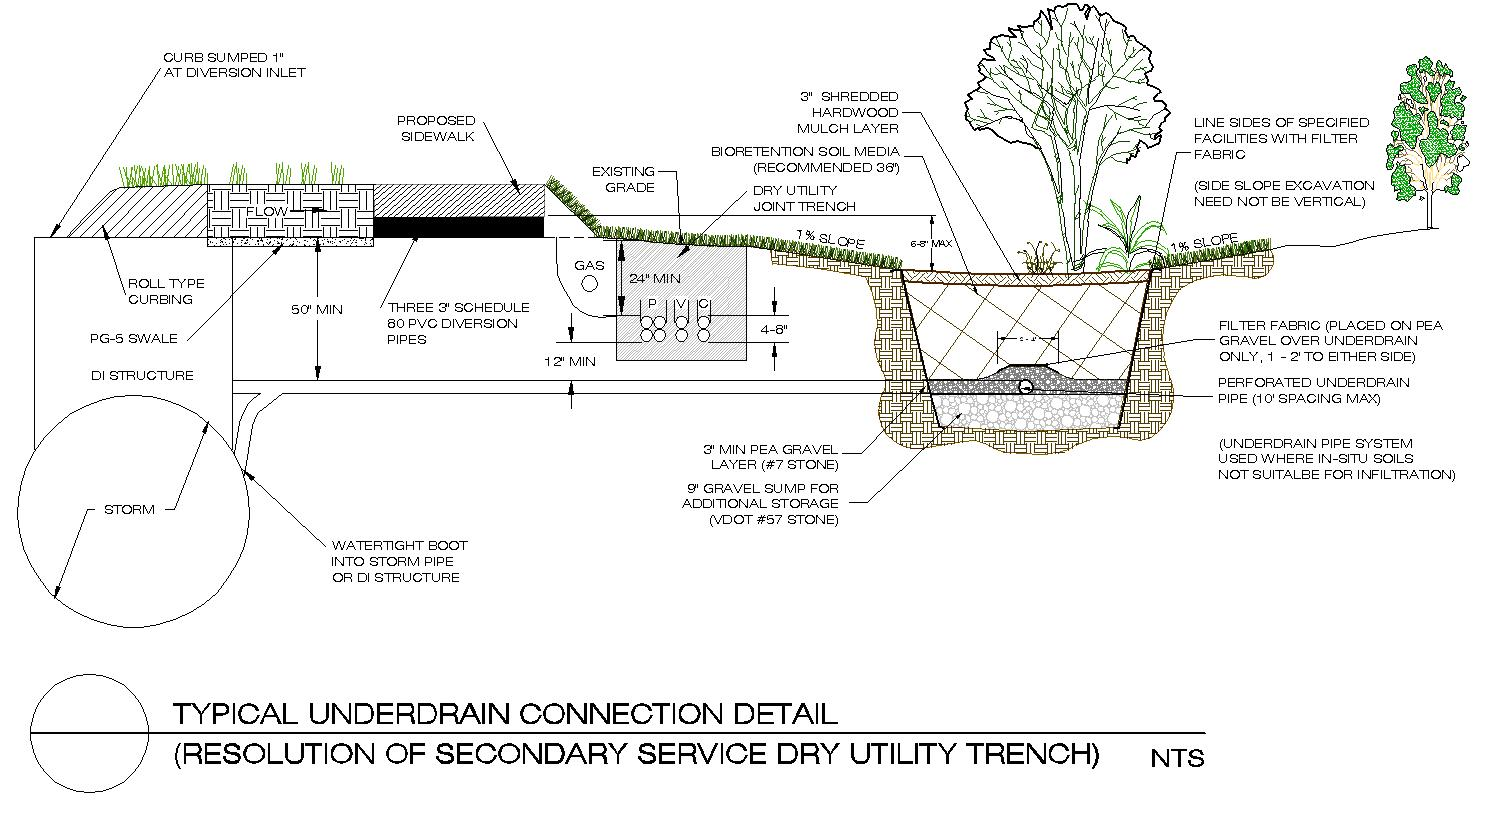 CURB SUMPED 1"
AT DIVERSION INLET
PROPOSED
SIDEWALK
FLOW
ROLL TYPE
CURBING
PG-5 SWALE
DI STRUCTURE
50" MIN
THREE 3" SCHEDULE
80 PVC DIVERSION
PIPES
STORM
WATERTIGHT BOOT
INTO STORM PIPE
OR DI STRUCTURE
EXISTING
GRADE
DRY UTILITY
JOINT TRENCH
GAS
24" MIN
P V C
4-8"
12" MIN
3" SHREDDED
HARDWOOD
MULCH LAYER
BIORETENTION SOIL MEDIA
(RECOMMENDED 36")
1% SLOPE
6-8" MAX
1% SLOPE
3" MIN PEA GRAVEL
LAYER (#7 STONE)
9" GRAVEL SUMP FOR
ADDITIONAL STORAGE
(VDOT #57 STONE)
LINE SIDES OF SPECIFIED
FACILITIES WITH FILTER
FABRIC
(SIDE SLOPE EXCAVATION
NEED NOT BE VERTICAL)
FILTER FABRIC (PLACED ON PEA
GRAVEL OVER UNDERDRAIN
ONLY, 1 - 2' TO EITHER SIDE)
PERFORATED UNDERDRAIN
PIPE (10' SPACING MAX)
(UNDERDRAIN PIPE SYSTEM
USED WHERE IN-SITU SOILS
NOT SUITALBE FOR INFILTRATION)
TYPICAL UNDERDRAIN CONNECTION DETAIL
(RESOLUTION OF SECONDARY SERVICE DRY UTILITY TRENCH) NTS